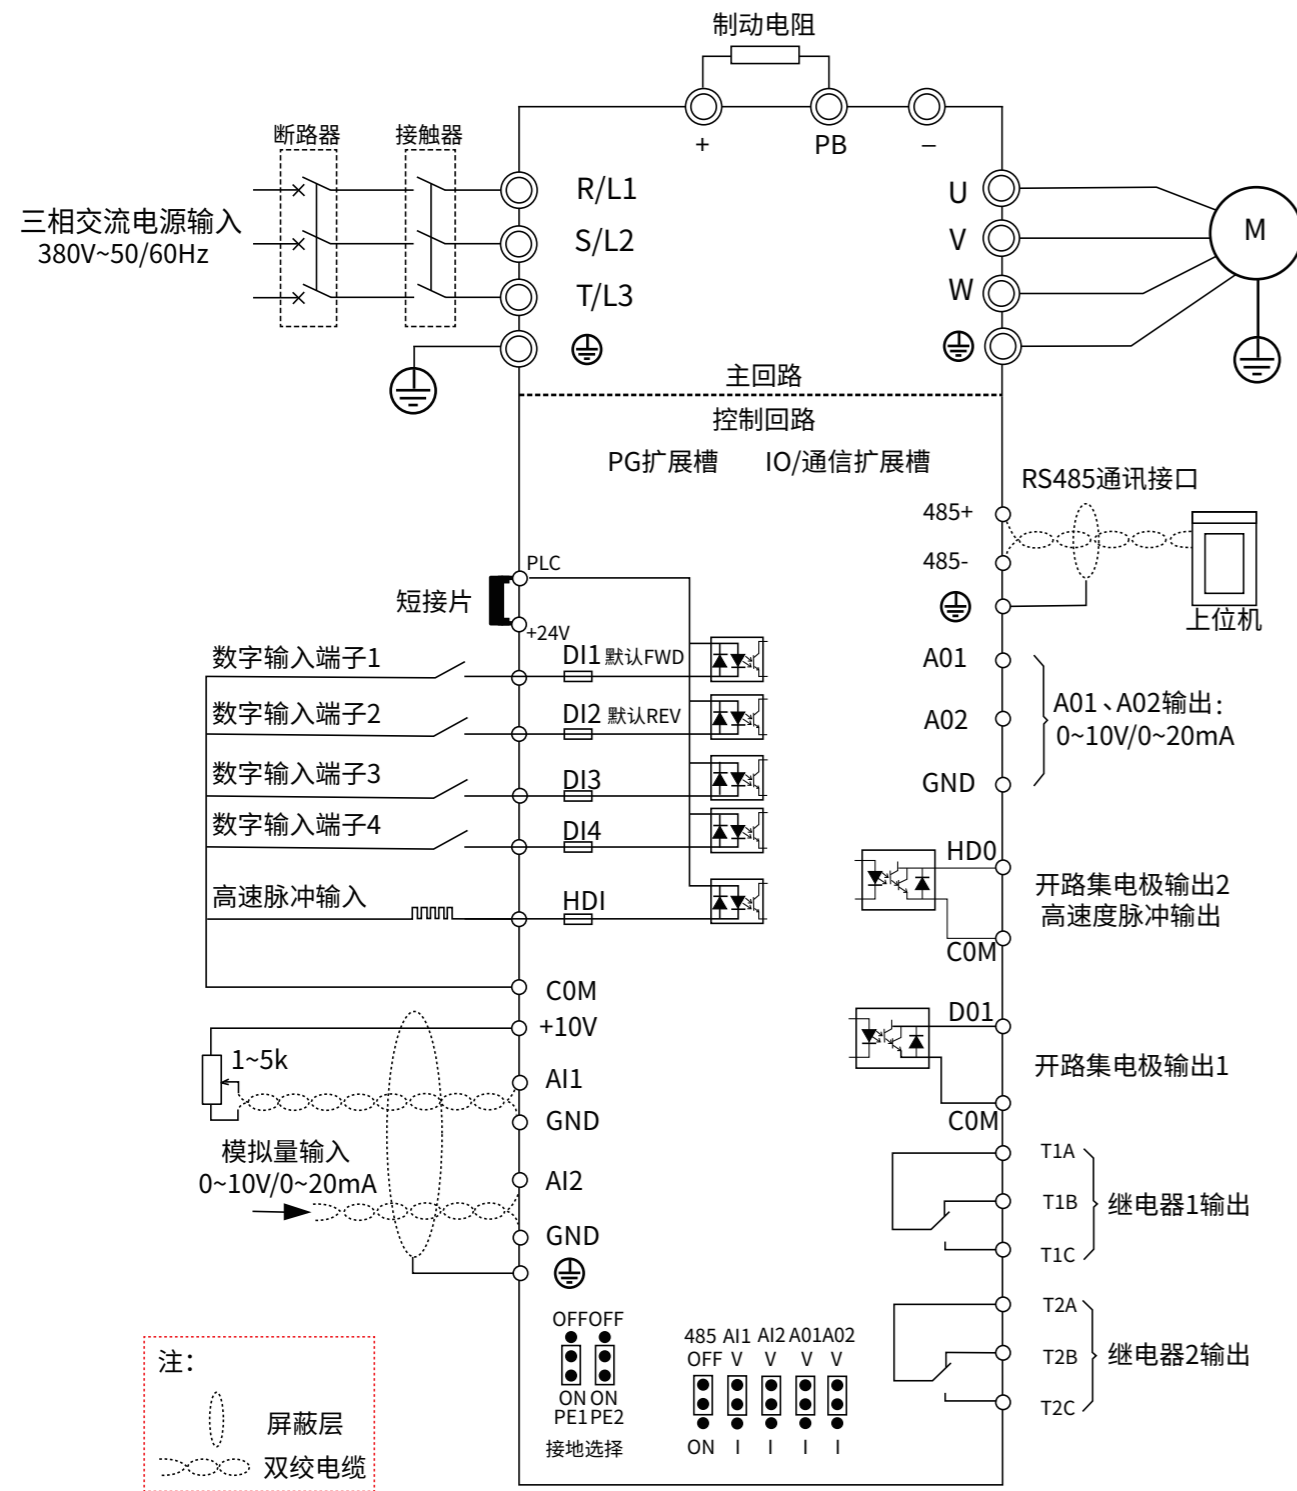 制动电阻
+
PB
−
断路器
接触器
三相交流电源输入
380V~50/60Hz
R/L1
S/L2
T/L3
U
V
W
M
主回路
控制回路
PG扩展槽
IO/通信扩展槽
RS485通讯接口
485+
485-
上位机
PLC
短接片
+24V
数字输入端子1
DI1 默认FWD
数字输入端子2
DI2 默认REV
数字输入端子3
DI3
数字输入端子4
DI4
高速脉冲输入
HDI
C0M
A01
A02
GND
A01、A02输出:
0~10V/0~20mA
HD0
C0M
开路集电极输出2
高速度脉冲输出
D01
C0M
开路集电极输出1
+10V
1~5k
AI1
GND
模拟量输入
0~10V/0~20mA
AI2
GND
T1A
T1B
T1C
继电器1输出
T2A
T2B
T2C
继电器2输出
OFF OFF
ON ON
PE1 PE2
接地选择
485 AI1 AI2 A01 A02
OFF V V V V
ON I I I I
注:
屏蔽层
双绞电缆